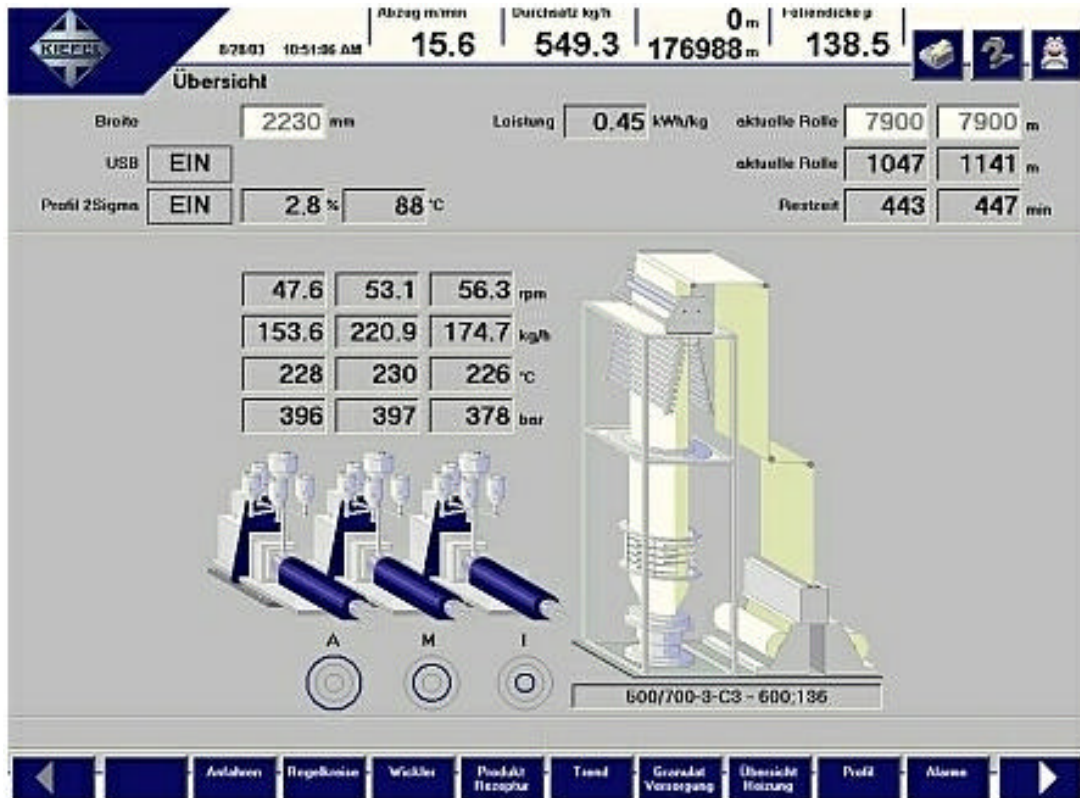 KIEFEL
8/28/03 10:51:06 AM
Abzug m/min
15.6
Durchsatz kg/h
549.3
0 m
176988 m
Foliendicke µ
138.5
Übersicht
Breite 2230 mm Leistung 0.45 kWh/kg aktuelle Rolle 7900 7900 m
USB EIN aktuelle Rolle 1047 1141 m
Profil 2Sigma EIN 2.8 % 88 °C Restzeit 443 447 min
47.6 53.1 56.3 rpm
153.6 220.9 174.7 kg/h
228 230 226 °C
396 397 378 bar
A M I
600/700-3-C3 - 600;136
Anfahren Regelkreise Wickler Produkt Rezeptur Trend Granulat Versorgung Übersicht Heizung Profil Alarme